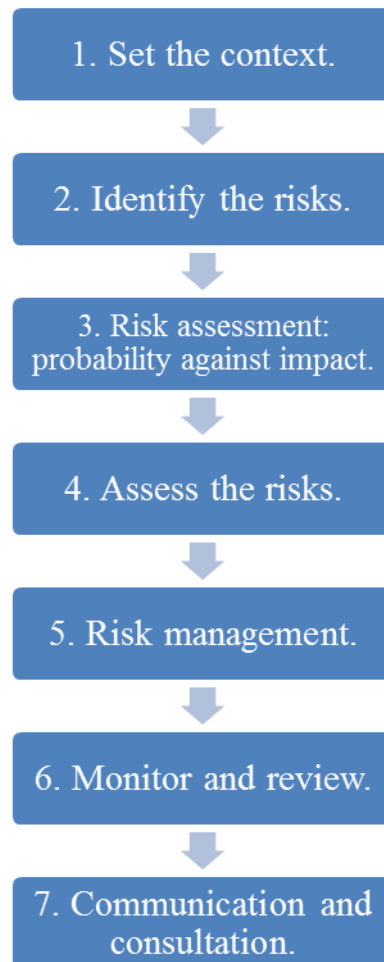 1. Set the context.
2. Identify the risks.
3. Risk assessment:
probability against impact.
4. Assess the risks.
5. Risk management.
6. Monitor and review.
7. Communication and
consultation.